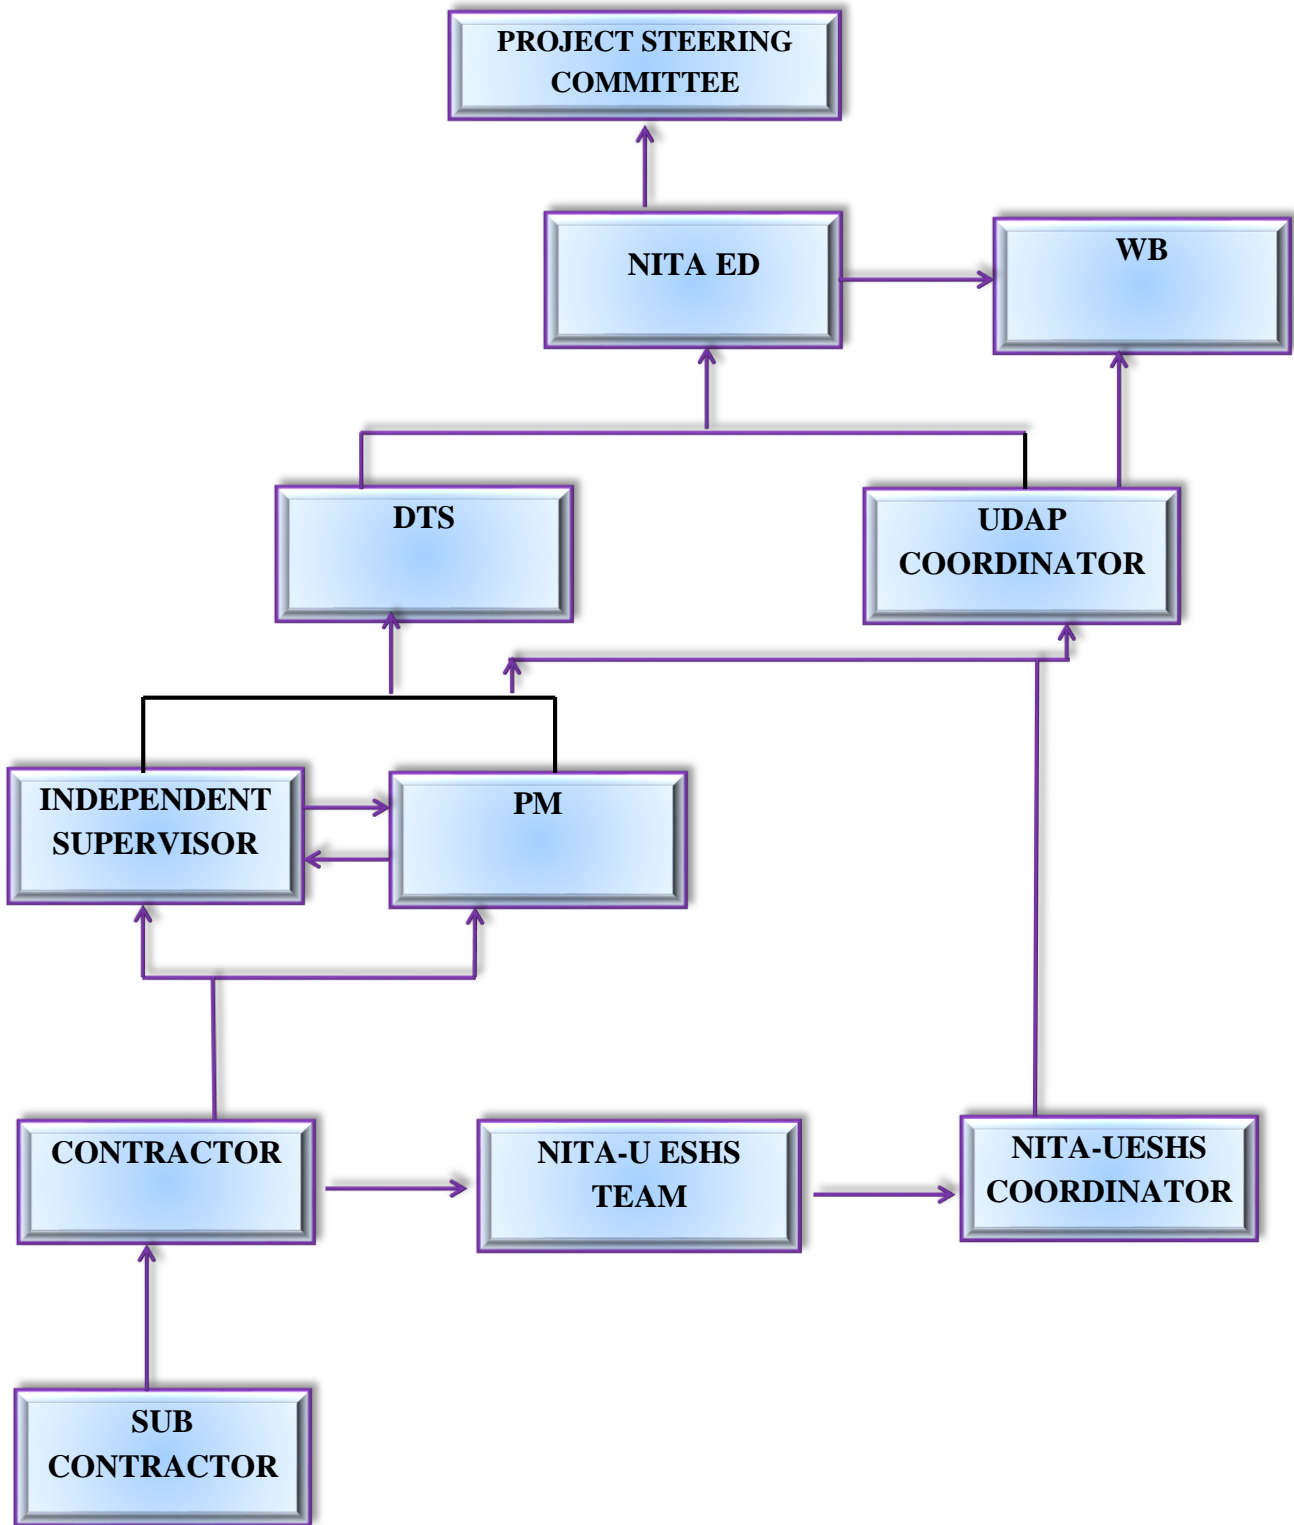 PROJECT STEERING
COMMITTEE
NITA ED
WB
DTS
UDAP
COORDINATOR
INDEPENDENT
SUPERVISOR
PM
CONTRACTOR
NITA-U ESHS
TEAM
NITA-UESHS
COORDINATOR
SUB
CONTRACTOR